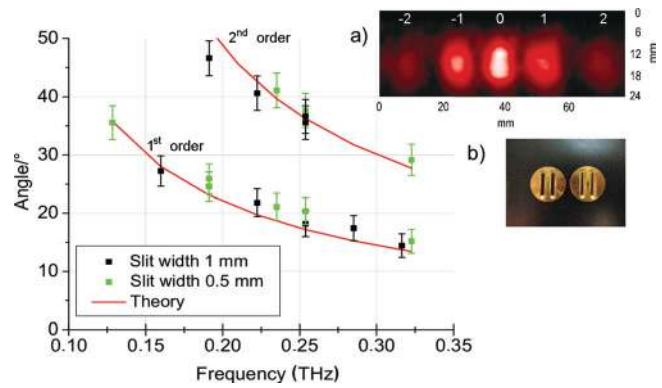 a)
-2 -1 0 1 2
0
6
12
18
24
mm
0 20 40 60
mm
b)
50
40
30
20
10
0
Angle/°
2nd order
1st order
Slit width 1 mm
Slit width 0.5 mm
Theory
0.10 0.15 0.20 0.25 0.30 0.35
Frequency (THz)